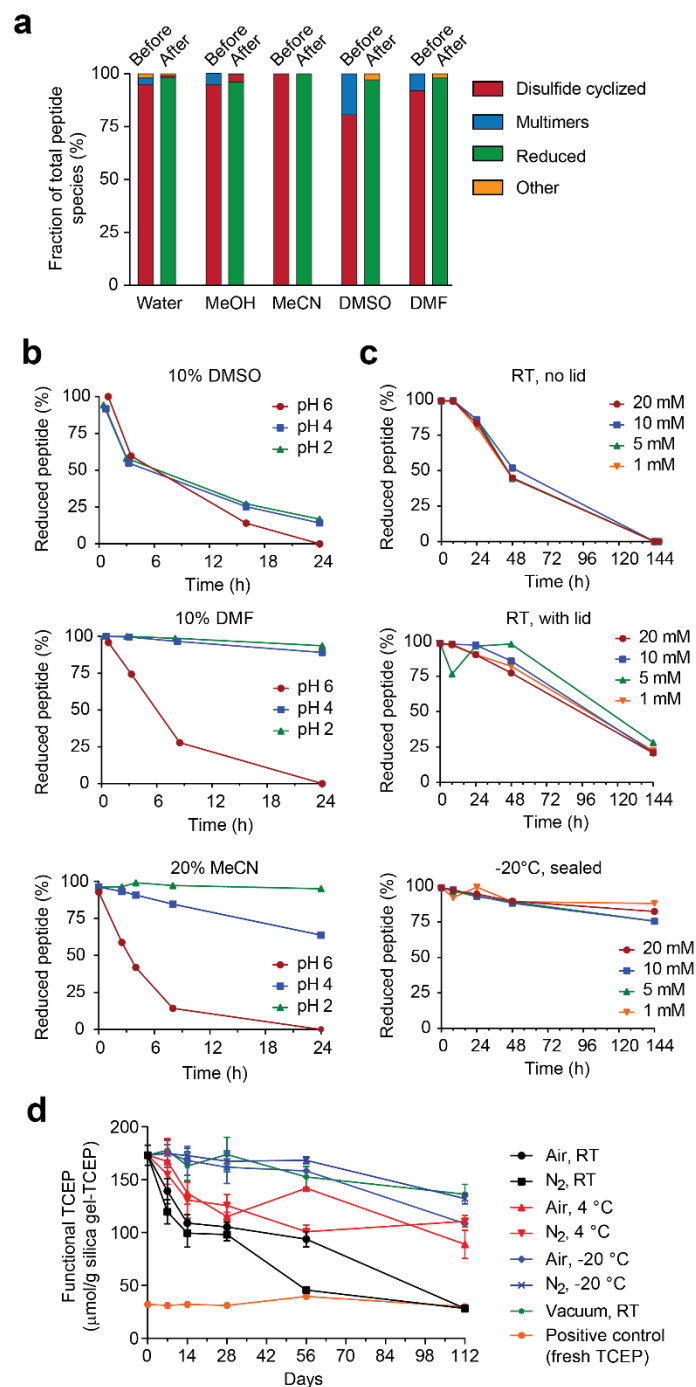 a
Before After Before After Before After Before After Before After
Fraction of total peptide
species (%)
100
75
50
25
0
Water MeOH MeCN DMSO DMF
Disulfide cyclized
Multimers
Reduced
Other
b
10% DMSO
Reduced peptide (%)
100
75
50
25
0
0 6 12 18 24
Time (h)
pH 6
pH 4
pH 2
10% DMF
Reduced peptide (%)
100
75
50
25
0
0 6 12 18 24
Time (h)
pH 6
pH 4
pH 2
20% MeCN
Reduced peptide (%)
100
75
50
25
0
0 6 12 18 24
Time (h)
pH 6
pH 4
pH 2
c
RT, no lid
Reduced peptide (%)
100
75
50
25
0
0 24 48 72 96 120 144
Time (h)
20 mM
10 mM
5 mM
1 mM
RT, with lid
Reduced peptide (%)
100
75
50
25
0
0 24 48 72 96 120 144
Time (h)
20 mM
10 mM
5 mM
1 mM
-20°C, sealed
Reduced peptide (%)
100
75
50
25
0
0 24 48 72 96 120 144
Time (h)
20 mM
10 mM
5 mM
1 mM
d
Functional TCEP
(μmol/g silica gel-TCEP)
200
150
100
50
0
0 14 28 42 56 70 84 98 112
Days
Air, RT
N₂, RT
Air, 4 °C
N₂, 4 °C
Air, -20 °C
N₂, -20 °C
Vacuum, RT
Positive control
(fresh TCEP)